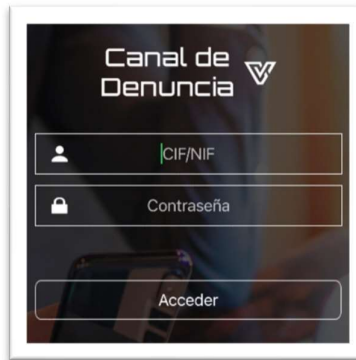 Canal de
Denuncia
CIF/NIF
Contraseña
Acceder